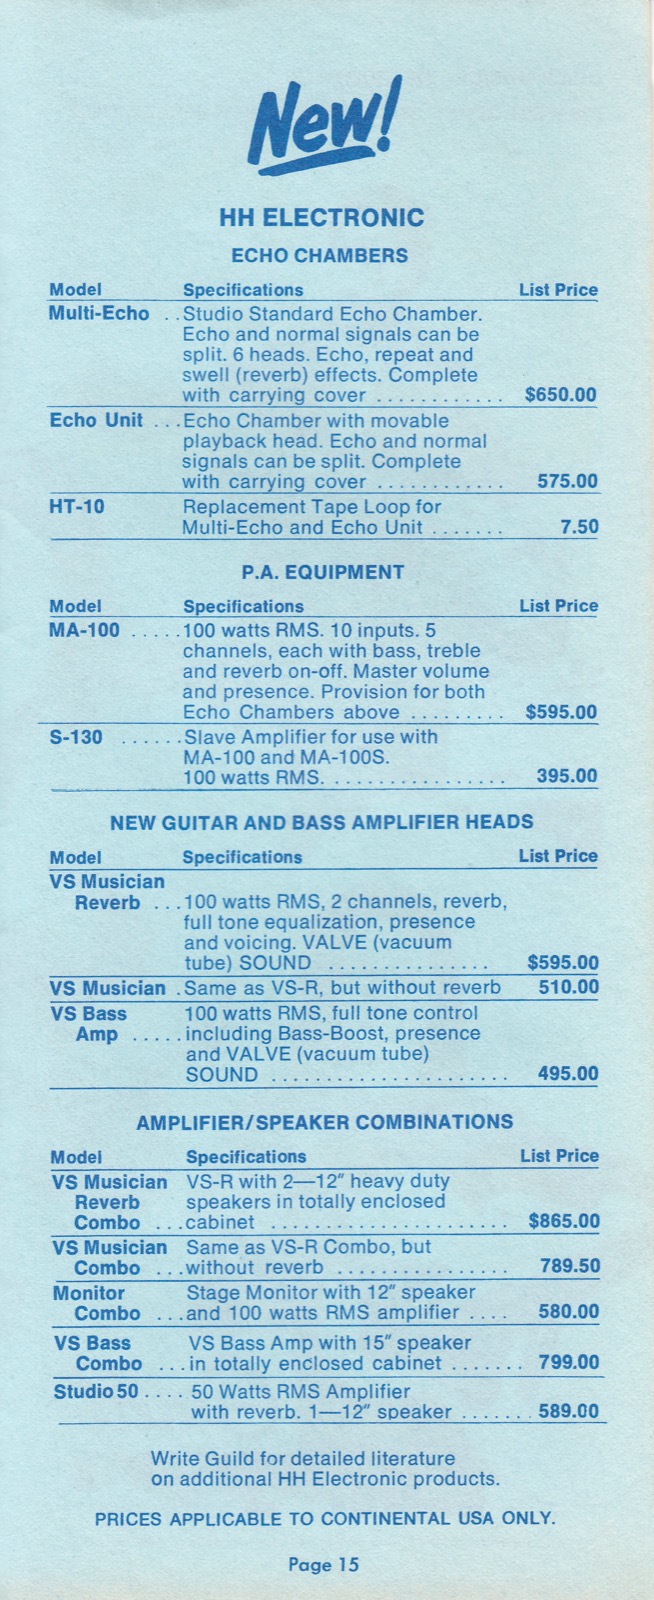 New!
HH ELECTRONIC
ECHO CHAMBERS
Model Specifications List Price
Multi-Echo . . Studio Standard Echo Chamber.
Echo and normal signals can be
split. 6 heads. Echo, repeat and
swell (reverb) effects. Complete
with carrying cover . . . . . . . . . . . . $650.00
Echo Unit . . . Echo Chamber with movable
playback head. Echo and normal
signals can be split. Complete
with carrying cover . . . . . . . . . . . . 575.00
HT-10 Replacement Tape Loop for
Multi-Echo and Echo Unit . . . . . . . 7.50
P.A. EQUIPMENT
Model Specifications List Price
MA-100 . . . . . 100 watts RMS. 10 inputs. 5
channels, each with bass, treble
and reverb on-off. Master volume
and presence. Provision for both
Echo Chambers above . . . . . . . . . $595.00
S-130 . . . . . . Slave Amplifier for use with
MA-100 and MA-100S.
100 watts RMS. . . . . . . . . . . . . . . . . 395.00
NEW GUITAR AND BASS AMPLIFIER HEADS
Model Specifications List Price
VS Musician
Reverb . . . 100 watts RMS, 2 channels, reverb,
full tone equalization, presence
and voicing. VALVE (vacuum
tube) SOUND . . . . . . . . . . . . . . . $595.00
VS Musician . Same as VS-R, but without reverb 510.00
VS Bass 100 watts RMS, full tone control
Amp . . . . . including Bass-Boost, presence
and VALVE (vacuum tube)
SOUND . . . . . . . . . . . . . . . . . . . . . . 495.00
AMPLIFIER/SPEAKER COMBINATIONS
Model Specifications List Price
VS Musician VS-R with 2—12″ heavy duty
Reverb speakers in totally enclosed
Combo . . . cabinet . . . . . . . . . . . . . . . . . . . . . . $865.00
VS Musician Same as VS-R Combo, but
Combo . . . without reverb . . . . . . . . . . . . . . . . 789.50
Monitor Stage Monitor with 12″ speaker
Combo . . . and 100 watts RMS amplifier . . . . 580.00
VS Bass VS Bass Amp with 15″ speaker
Combo . . . in totally enclosed cabinet . . . . . . . 799.00
Studio 50 . . . . 50 Watts RMS Amplifier
with reverb. 1—12″ speaker . . . . . . . 589.00
Write Guild for detailed literature
on additional HH Electronic products.
PRICES APPLICABLE TO CONTINENTAL USA ONLY.
Page 15